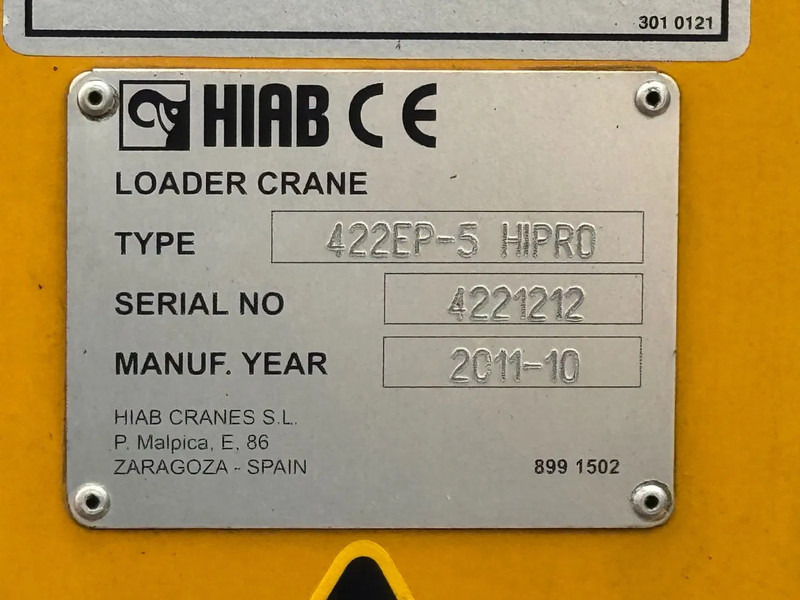 301 0121
HIAB CE
LOADER CRANE
TYPE 422EP-5 HIPRO
SERIAL NO 4221212
MANUF. YEAR 2011-10
HIAB CRANES S.L.
P. Malpica, E, 86
ZARAGOZA - SPAIN 899 1502